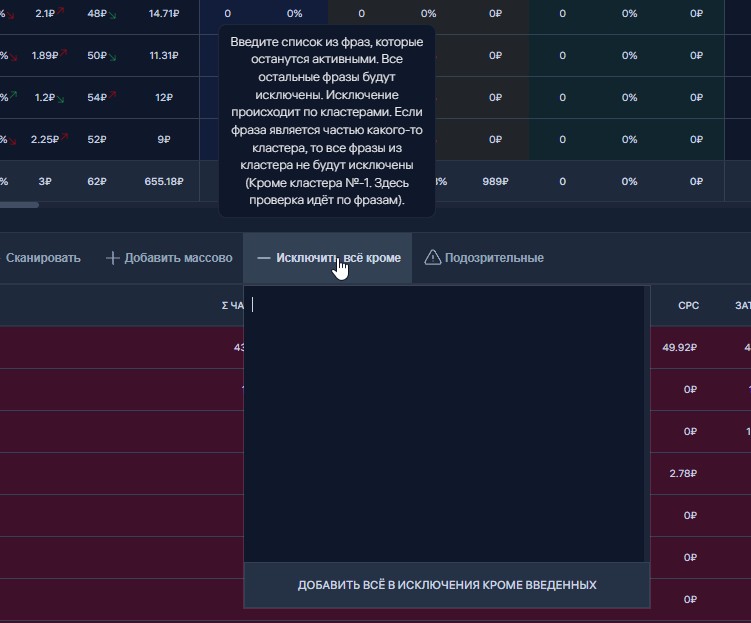 % 2.1₽ 48₽ 14.71₽ 0 0% 0 0% 0₽ 0 0% 0₽
% 1.89₽ 50₽ 11.31₽ 0₽ 0 0% 0₽
% 1.2₽ 54₽ 12₽ 0₽ 0 0% 0₽
% 2.25₽ 52₽ 9₽ 0₽ 0 0% 0₽
% 3₽ 62₽ 655.18₽ % 989₽ 0 0% 0₽
Введите список из фраз, которые
останутся активными. Все
остальные фразы будут
исключены. Исключение
происходит по кластерами. Если
фраза является частью какого-то
кластера, то все фразы из
кластера не будут исключены
(Кроме кластера №-1. Здесь
проверка идёт по фразам).
Сканировать Добавить массово Исключить всё кроме Подозрительные
Σ ЧА CPC ЗАТ
43 49.92₽ 4
0₽
0₽ 1
2.78₽
0₽
0₽
0₽
ДОБАВИТЬ ВСЁ В ИСКЛЮЧЕНИЯ КРОМЕ ВВЕДЕННЫХ